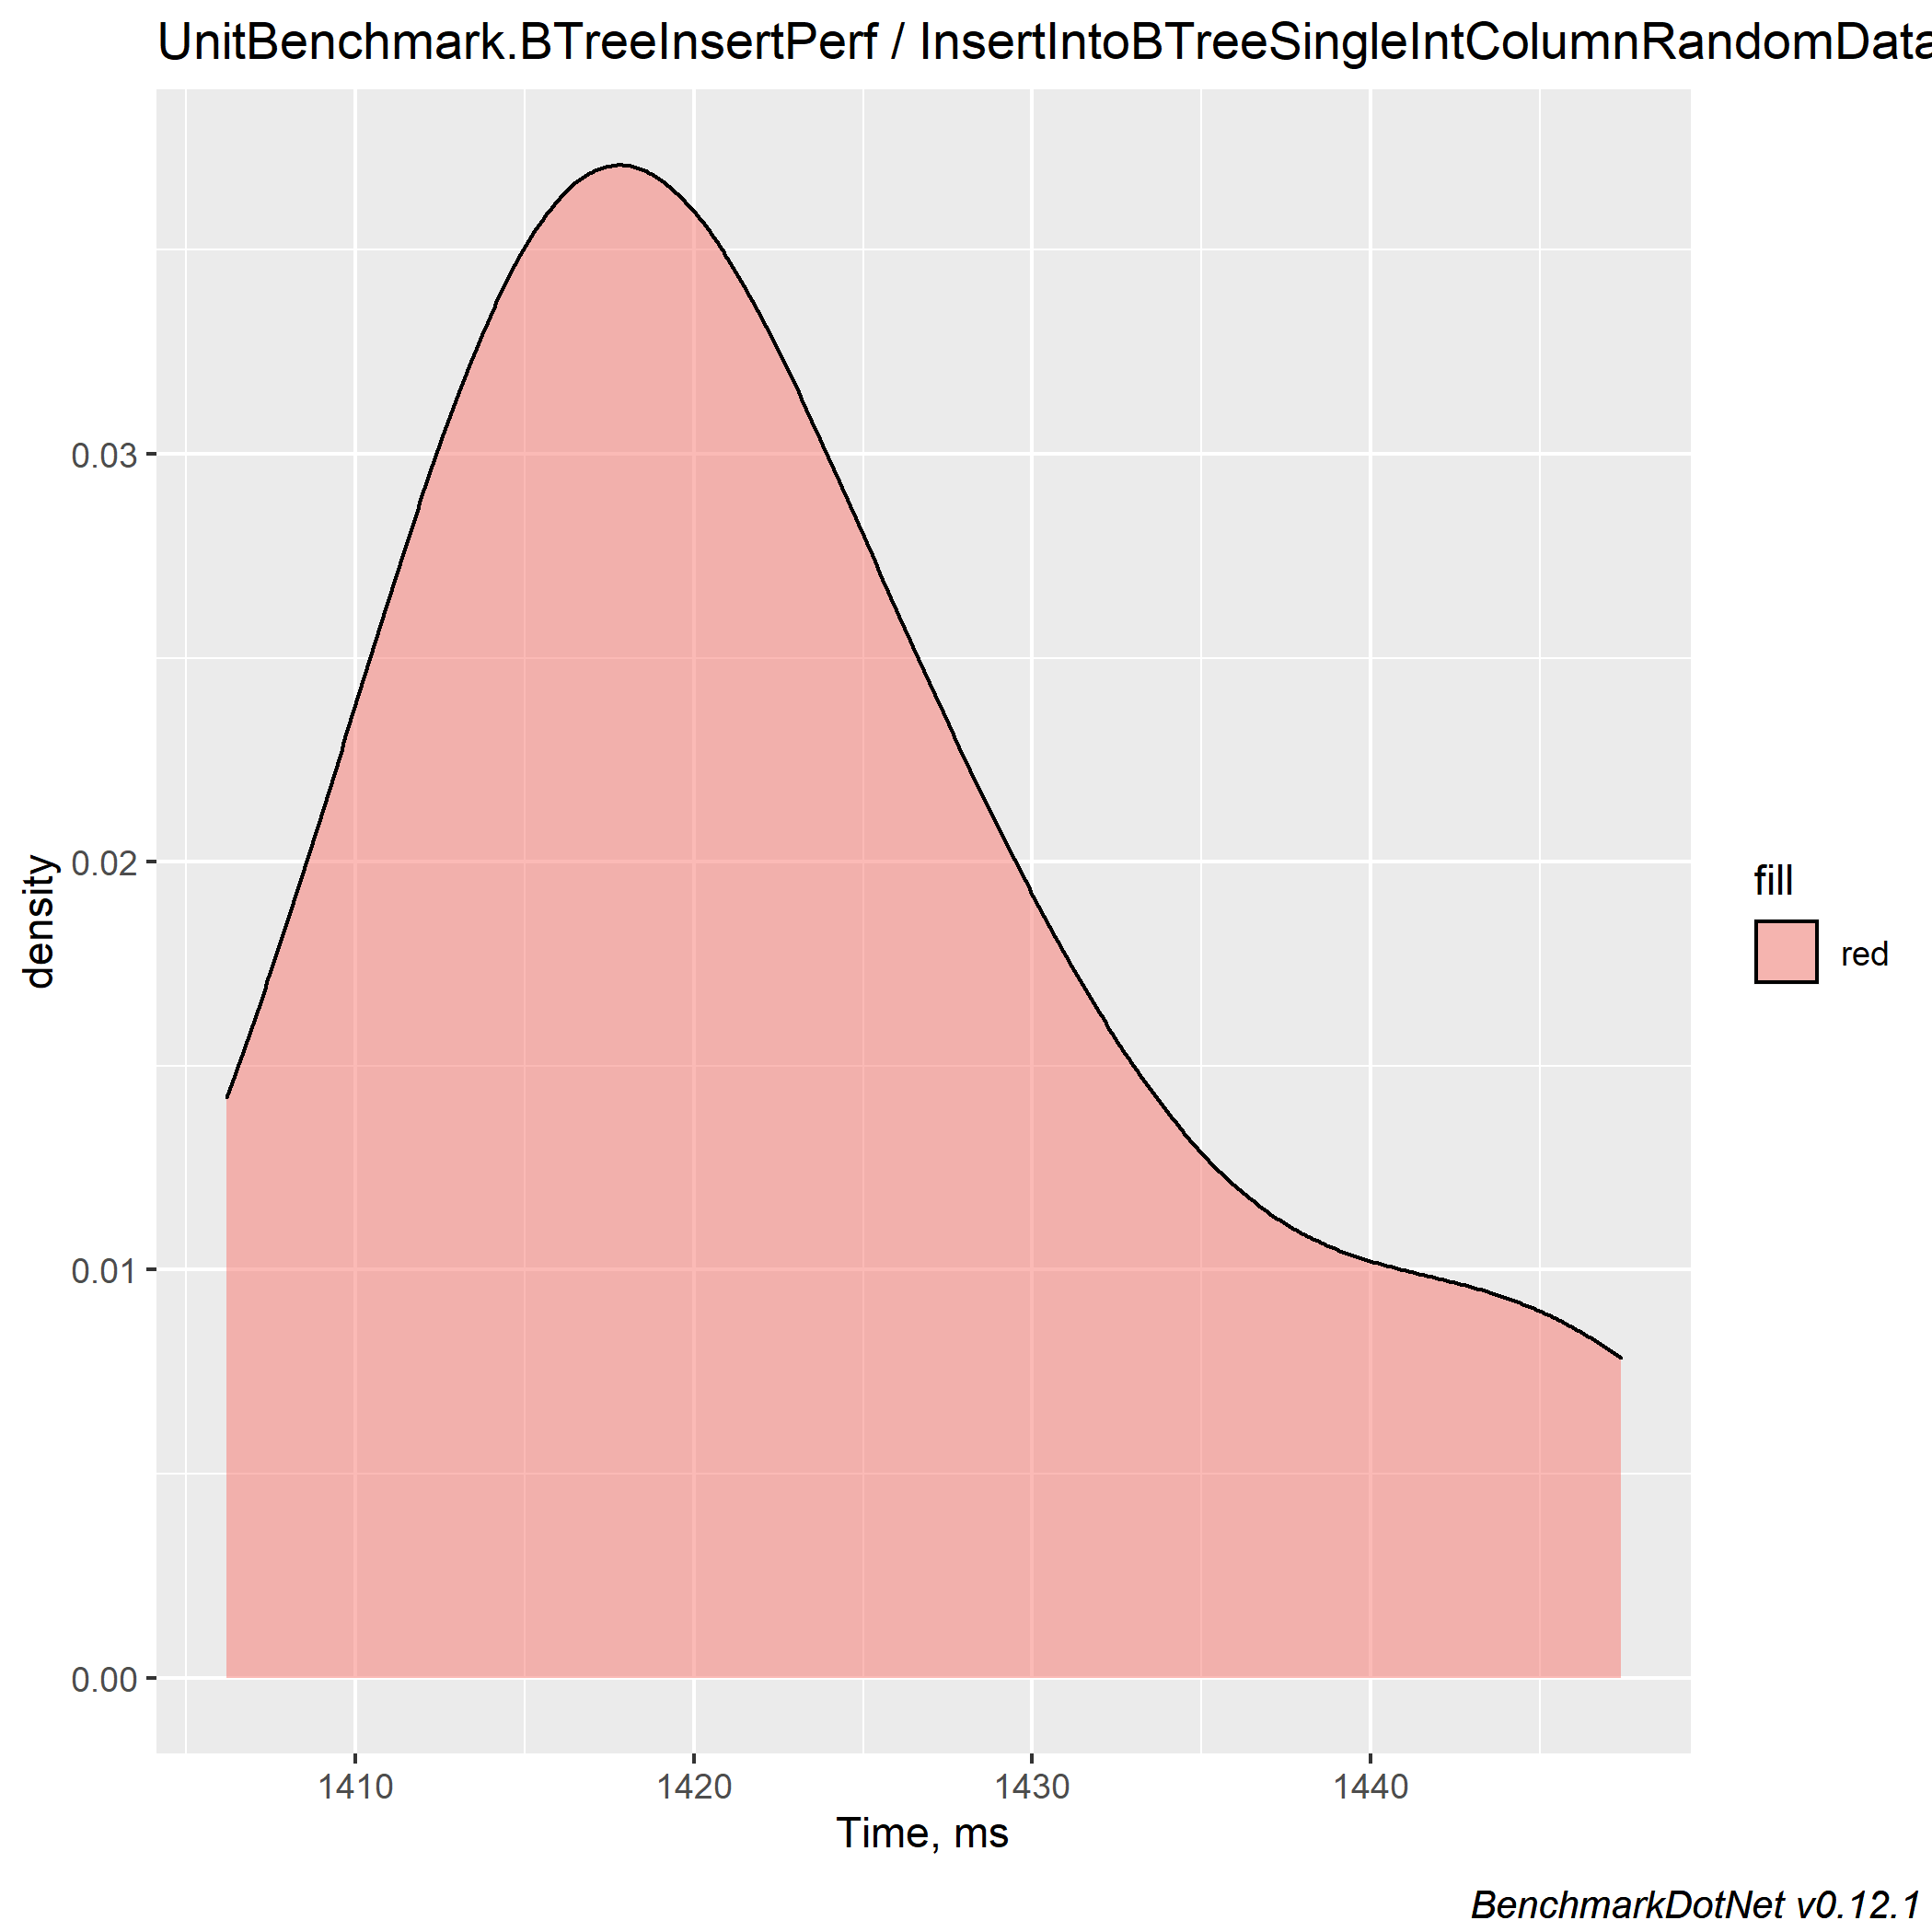 UnitBenchmark.BTreeInsertPerf / InsertIntoBTreeSingleIntColumnRandomData
0.03
0.02
0.01
0.00
density
1410 1420 1430 1440
Time, ms
fill
red
BenchmarkDotNet v0.12.1